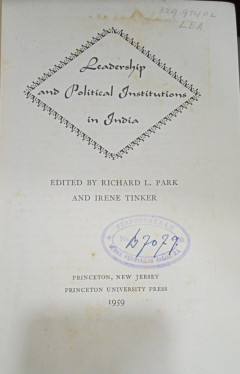 LEA
Leadership
and Political Institutions
in India
EDITED BY RICHARD L. PARK
AND IRENE TINKER
PRINCETON, NEW JERSEY
PRINCETON UNIVERSITY PRESS
1959